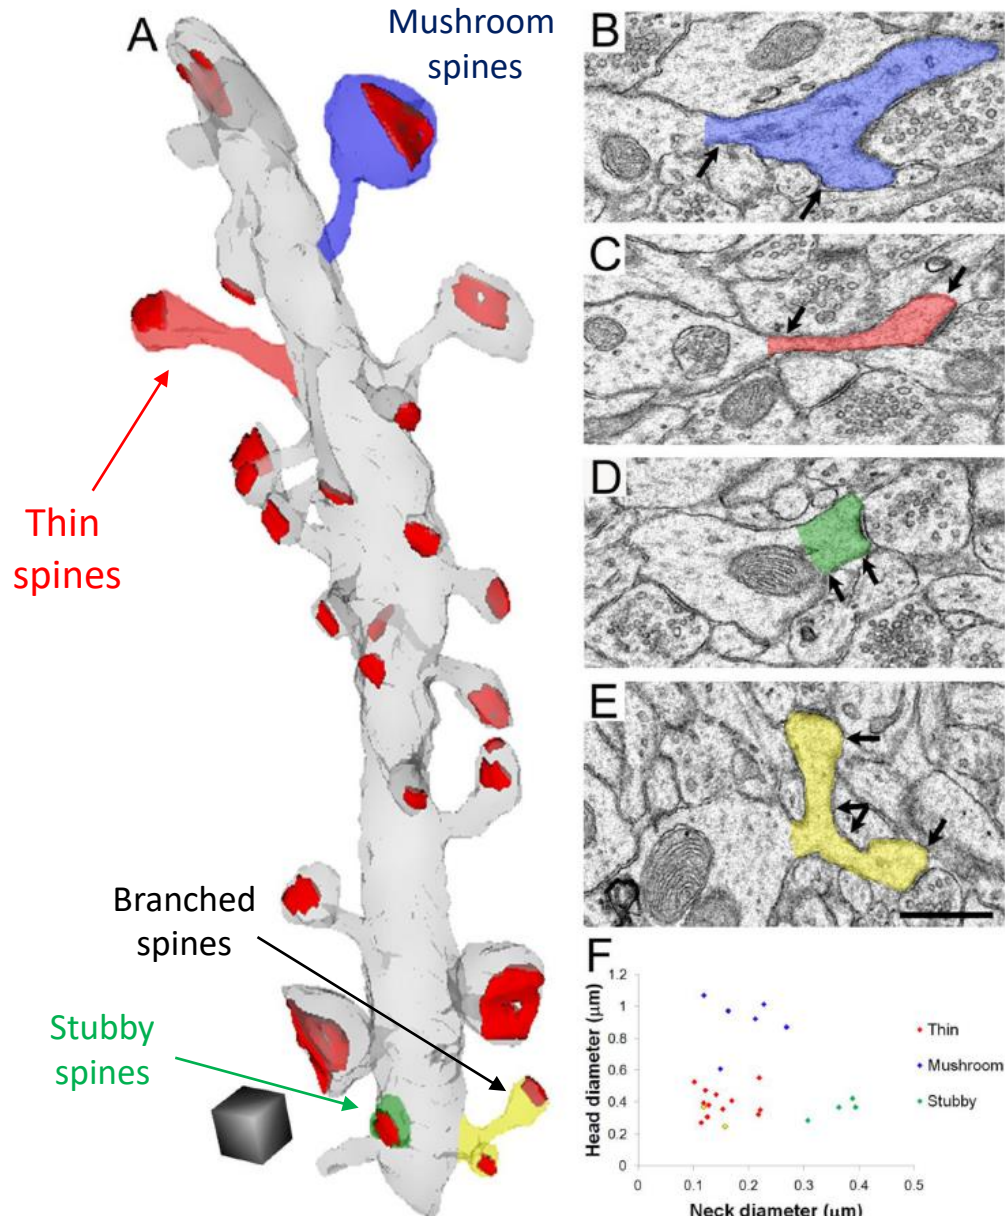 A
Mushroom
spines
Thin
spines
Branched
spines
Stubby
spines
B
C
D
E
F
Head diameter (μm)
1.2
1
0.8
0.6
0.4
0.2
0
0
0.1
0.2
0.3
0.4
0.5
Neck diameter (μm)
Thin
Mushroom
Stubby